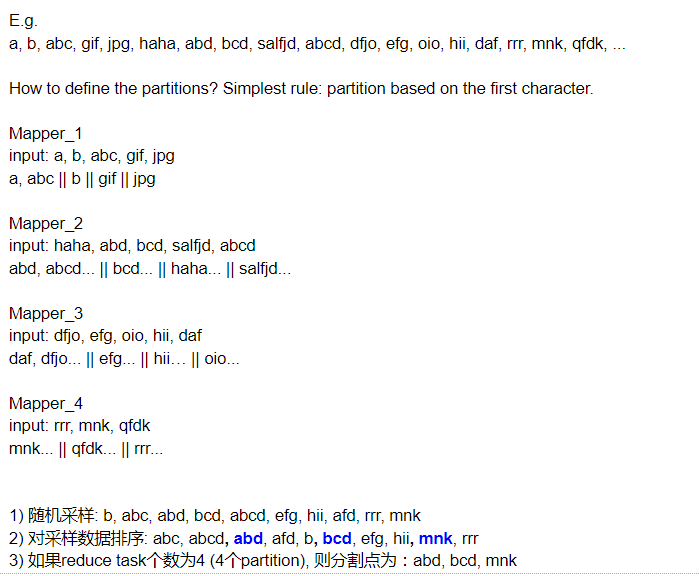 E.g.
a, b, abc, gif, jpg, haha, abd, bcd, salfjd, abcd, dfjo, efg, oio, hii, daf, rrr, mnk, qfdk, ...
How to define the partitions? Simplest rule: partition based on the first character.
Mapper_1
input: a, b, abc, gif, jpg
a, abc || b || gif || jpg
Mapper_2
input: haha, abd, bcd, salfjd, abcd
abd, abcd... || bcd... || haha... || salfjd...
Mapper_3
input: dfjo, efg, oio, hii, daf
daf, dfjo... || efg... || hii… || oio...
Mapper_4
input: rrr, mnk, qfdk
mnk... || qfdk... || rrr...
1) 随机采样: b, abc, abd, bcd, abcd, efg, hii, afd, rrr, mnk
2) 对采样数据排序: abc, abcd, abd, afd, b, bcd, efg, hii, mnk, rrr
3) 如果reduce task个数为4 (4个partition), 则分割点为：abd, bcd, mnk